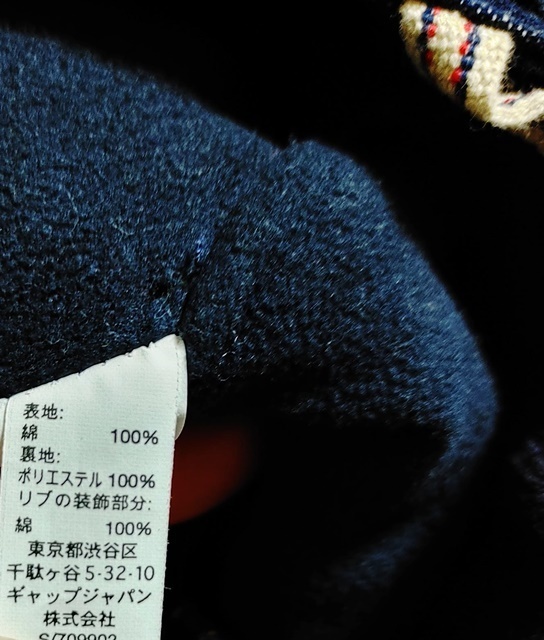 表地:
綿 100%
裏地:
ポリエステル 100%
リブの装飾部分:
綿 100%
東京都渋谷区
千駄ヶ谷5-32-10
ギャップジャパン
株式会社